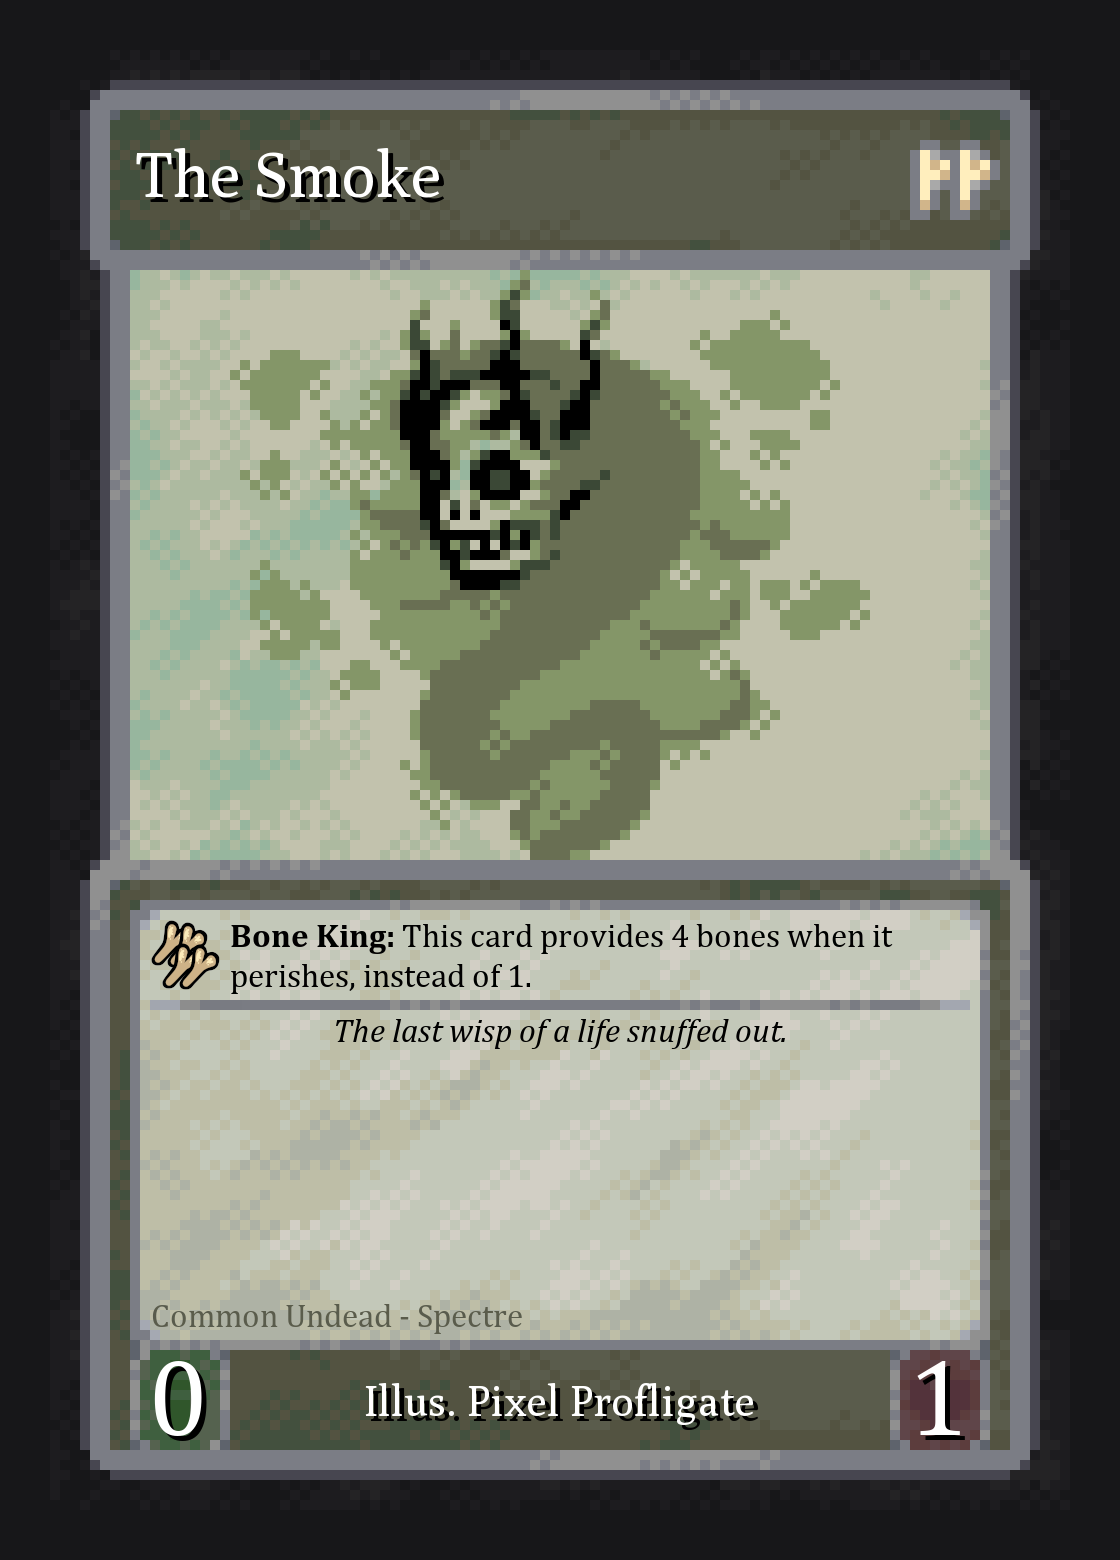 The Smoke
Bone King: This card provides 4 bones when it
perishes, instead of 1.
The last wisp of a life snuffed out.
Common Undead - Spectre
0
Illus. Pixel Profligate
1